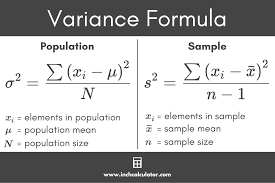 Variance Formula
Population
σ² = ∑ (xᵢ − μ)² / N
xᵢ = elements in population
μ = population mean
N = population size
Sample
s² = ∑ (xᵢ − x̄)² / n − 1
xᵢ = elements in sample
x̄ = sample mean
n = sample size
www.inchcalculator.com